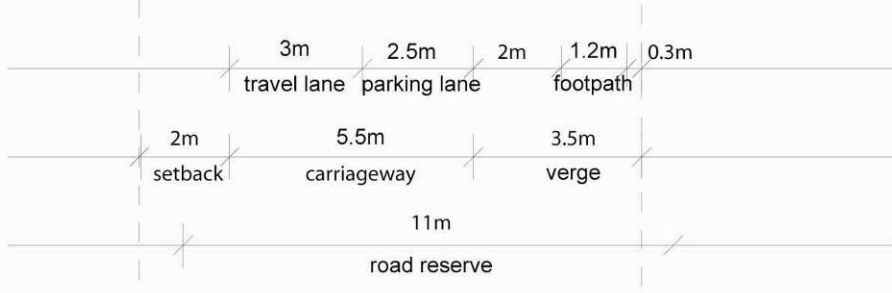 3m 2.5m 2m 1.2m 0.3m
travel lane parking lane footpath
2m 5.5m 3.5m
setback carriageway verge
11m
road reserve